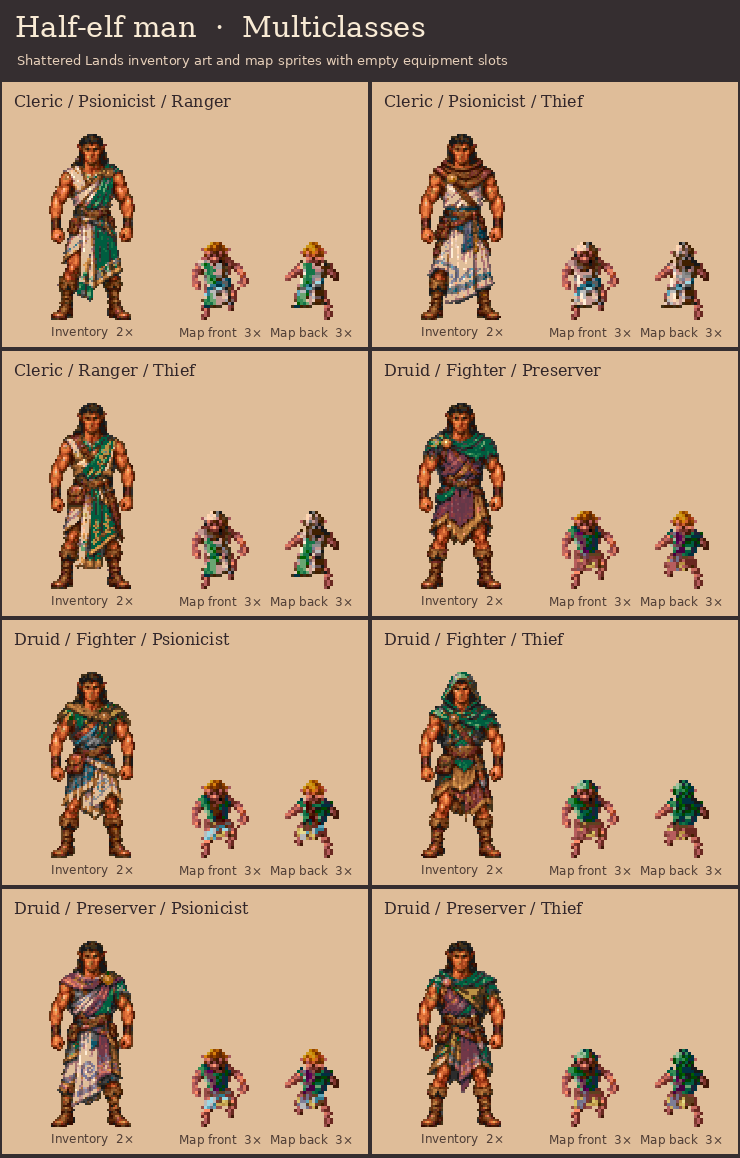 Half-elf man · Multiclasses
Shattered Lands inventory art and map sprites with empty equipment slots
Cleric / Psionicist / Ranger
Inventory 2×
Map front 3×
Map back 3×
Cleric / Psionicist / Thief
Inventory 2×
Map front 3×
Map back 3×
Cleric / Ranger / Thief
Inventory 2×
Map front 3×
Map back 3×
Druid / Fighter / Preserver
Inventory 2×
Map front 3×
Map back 3×
Druid / Fighter / Psionicist
Inventory 2×
Map front 3×
Map back 3×
Druid / Fighter / Thief
Inventory 2×
Map front 3×
Map back 3×
Druid / Preserver / Psionicist
Inventory 2×
Map front 3×
Map back 3×
Druid / Preserver / Thief
Inventory 2×
Map front 3×
Map back 3×